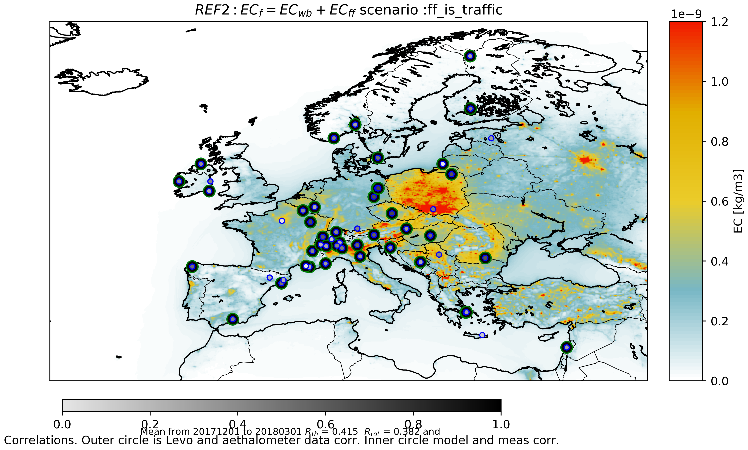 REF2 : EC_f = EC_wb + EC_ff scenario :ff_is_traffic
1e−9
1.2
1.0
0.8
0.6
0.4
0.2
0.0
EC [kg/m3]
0.0 0.2 0.4 0.6 0.8 1.0
Mean from 20171201 to 20180301 = 0.415 = 0.382 and
Correlations. Outer circle is Levo and aethalometer data corr. Inner circle model and meas corr.